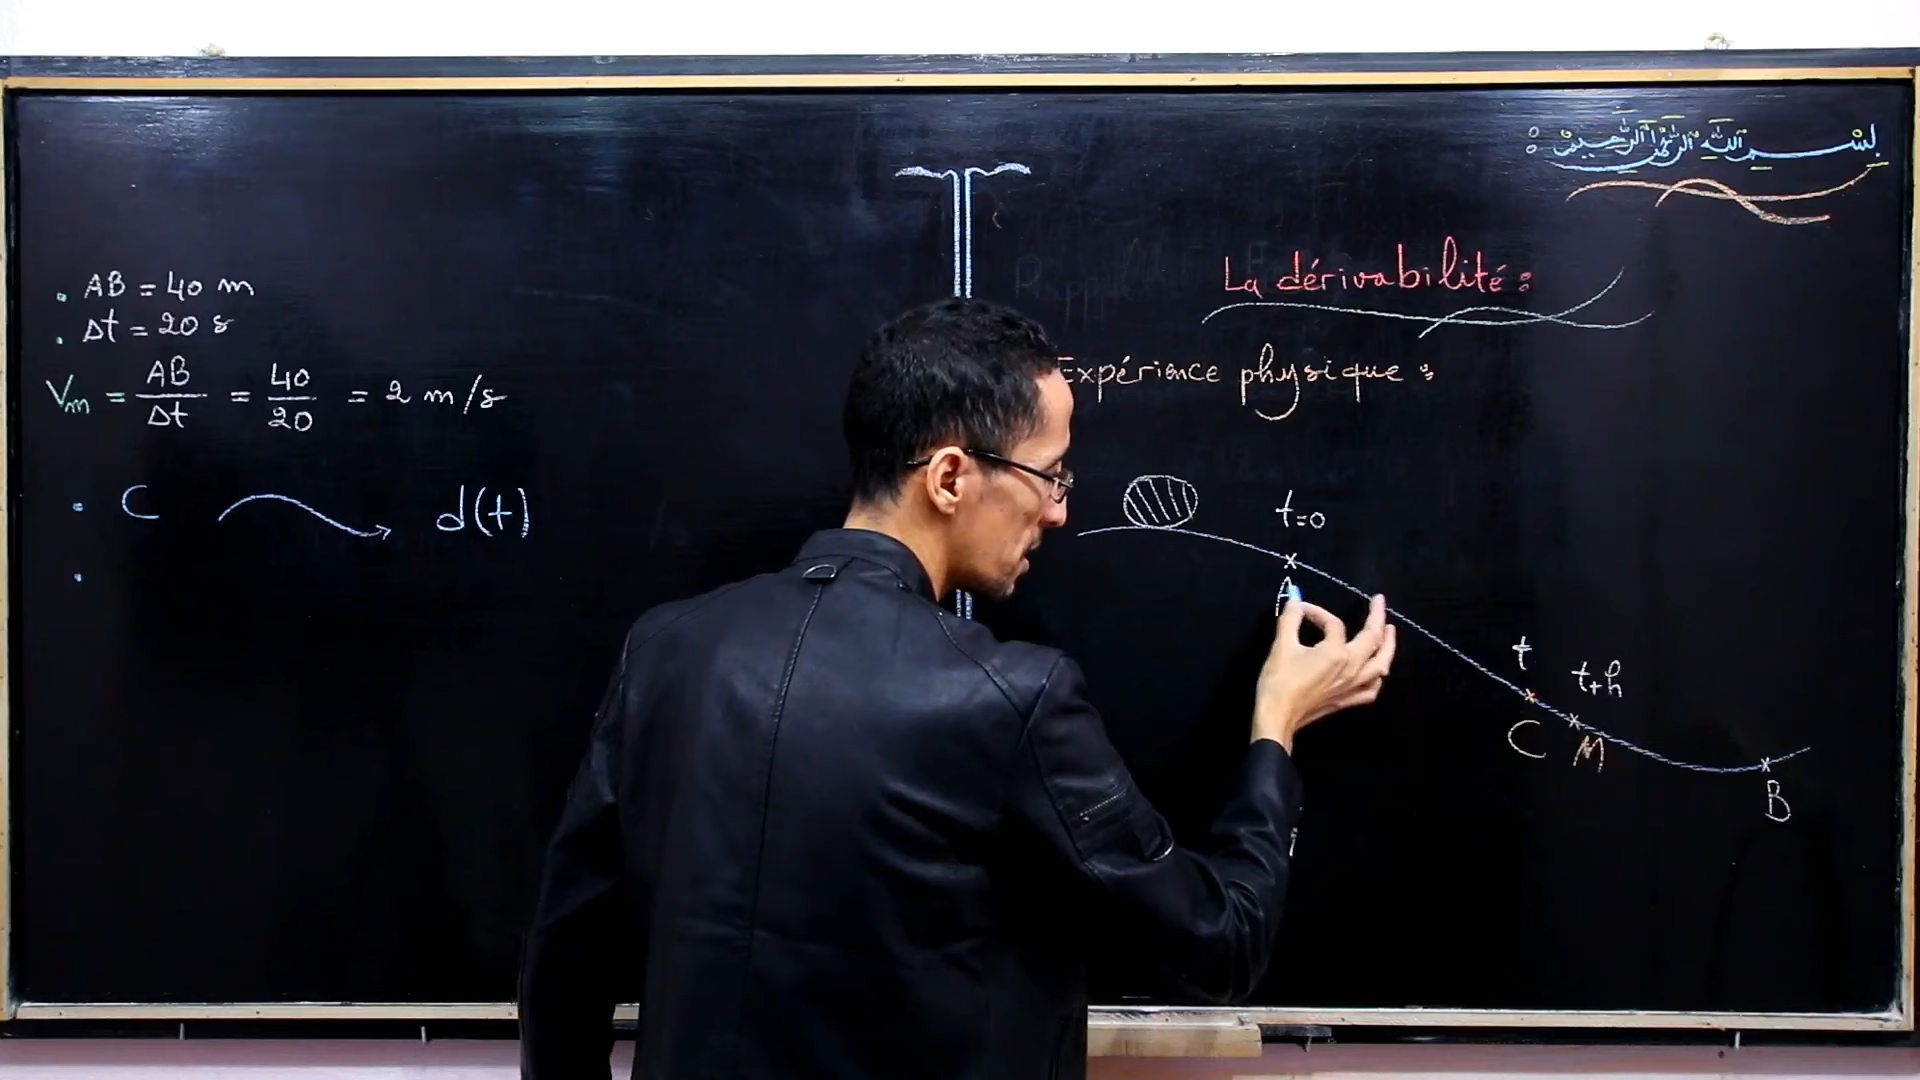 بسم الله الرحمن الرحيم :
La dérivabilité :
Expérience physique :
t=0
A
t
t+h
C
M
B
• AB = 40 m
• Δt = 20 s
Vm = AB/Δt = 40/20 = 2 m/s
• C → d(t)
•